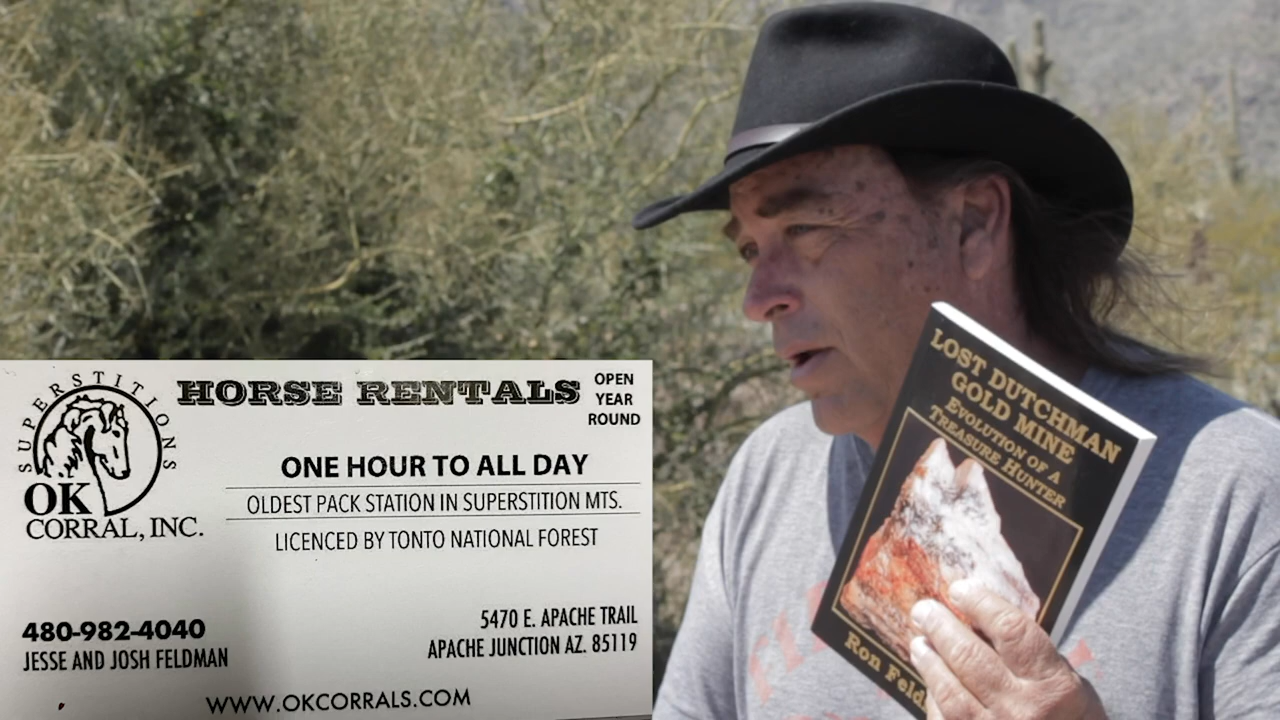 SUPERSTITIONS
OK
CORRAL, INC.
HORSE RENTALS
OPEN
YEAR
ROUND
ONE HOUR TO ALL DAY
OLDEST PACK STATION IN SUPERSTITION MTS.
LICENCED BY TONTO NATIONAL FOREST
480-982-4040
JESSE AND JOSH FELDMAN
5470 E. APACHE TRAIL
APACHE JUNCTION AZ. 85119
WWW.OKCORRALS.COM
LOST DUTCHMAN
GOLD MINE
EVOLUTION OF A
TREASURE HUNTER
Ron